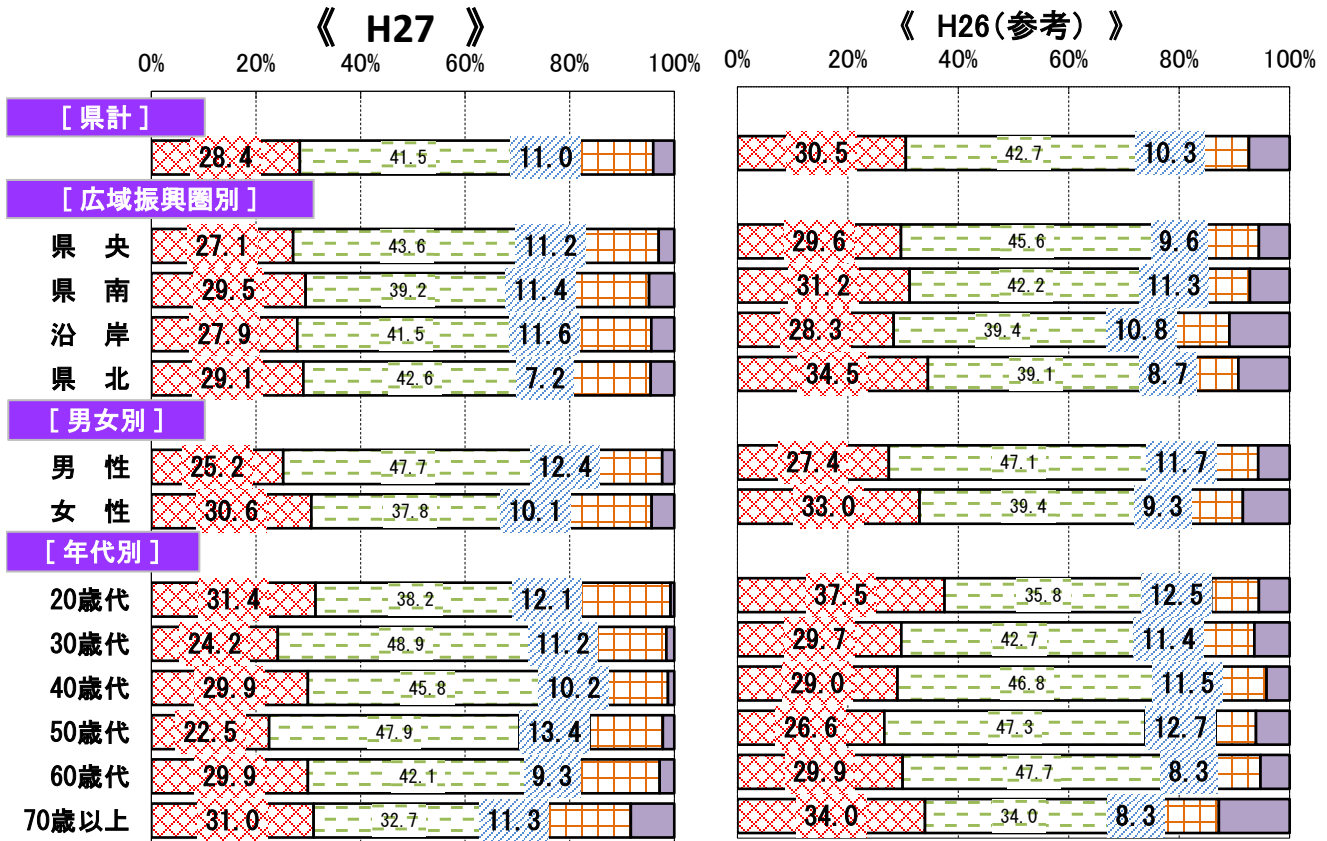 《 H27 》 《 H26(参考) 》
0% 20% 40% 60% 80% 100% 0% 20% 40% 60% 80% 100%
[ 県計 ]
28.4 41.5 11.0 30.5 42.7 10.3
[ 広域振興圏別 ]
県 央 27.1 43.6 11.2 29.6 45.6 9.6
県 南 29.5 39.2 11.4 31.2 42.2 11.3
沿 岸 27.9 41.5 11.6 28.3 39.4 10.8
県 北 29.1 42.6 7.2 34.5 39.1 8.7
[ 男女別 ]
男 性 25.2 47.7 12.4 27.4 47.1 11.7
女 性 30.6 37.8 10.1 33.0 39.4 9.3
[ 年代別 ]
20歳代 31.4 38.2 12.1 37.5 35.8 12.5
30歳代 24.2 48.9 11.2 29.7 42.7 11.4
40歳代 29.9 45.8 10.2 29.0 46.8 11.5
50歳代 22.5 47.9 13.4 26.6 47.3 12.7
60歳代 29.9 42.1 9.3 29.9 47.7 8.3
70歳以上 31.0 32.7 11.3 34.0 34.0 8.3